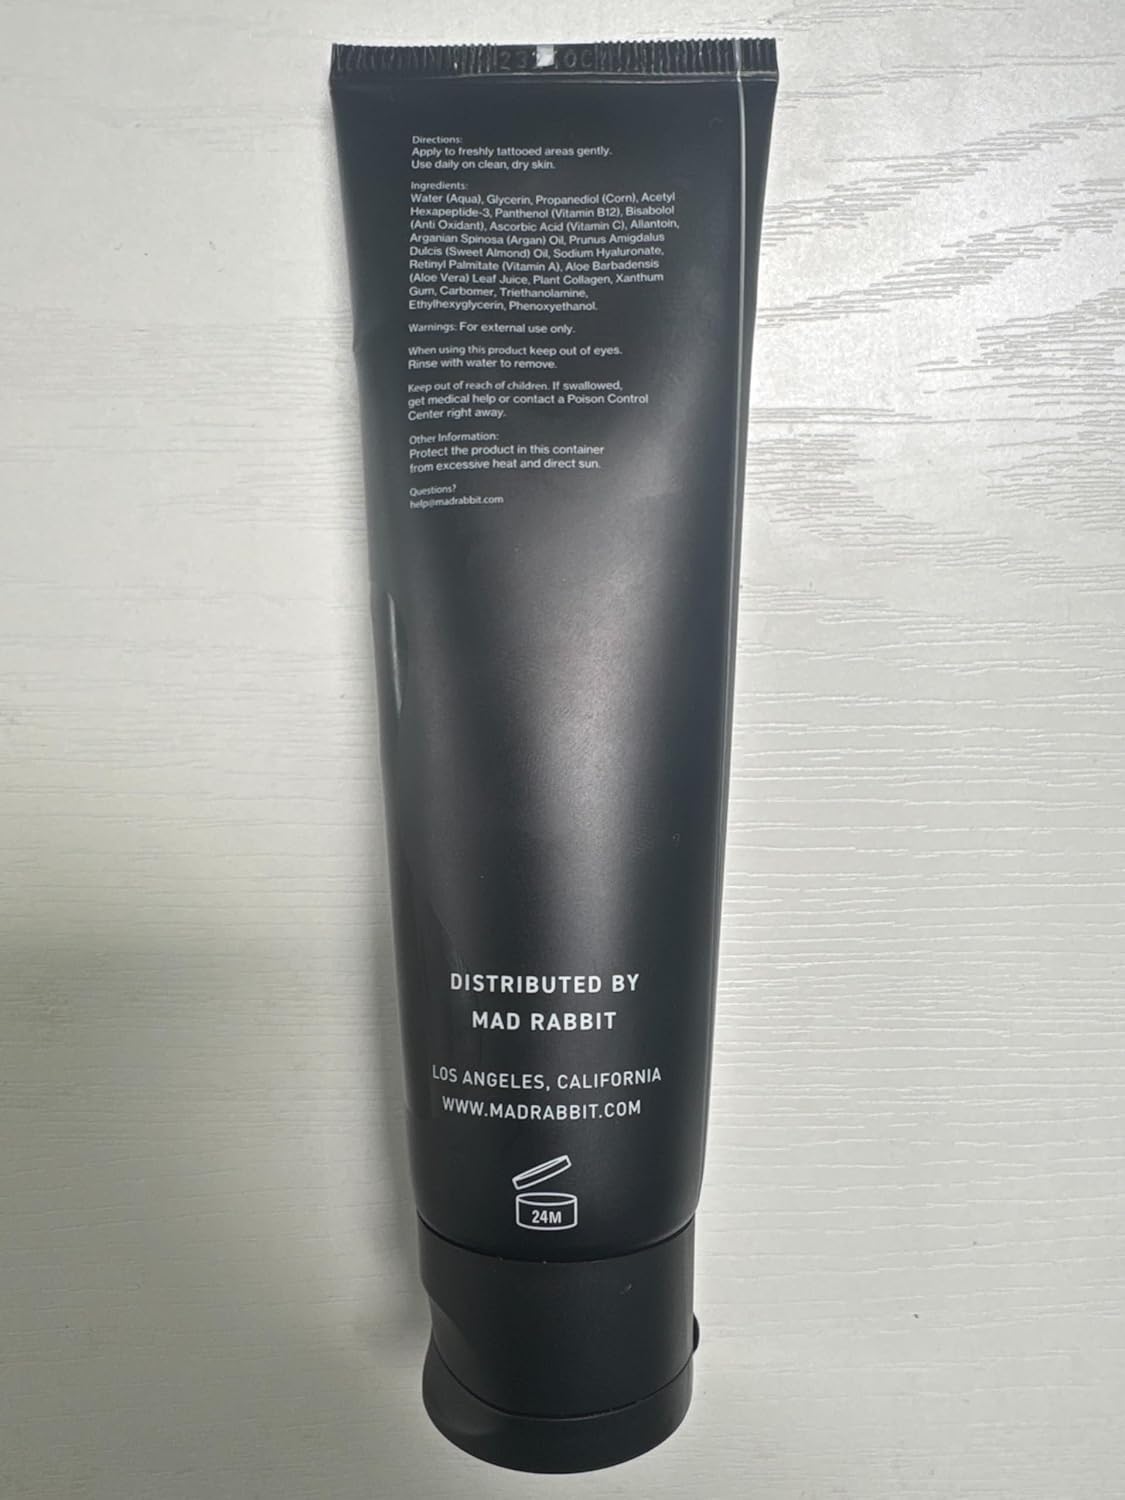 Directions:
Apply to freshly tattooed areas gently.
Use daily on clean, dry skin.
Ingredients:
Water (Aqua), Glycerin, Propanediol (Corn), Acetyl
Hexapeptide-3, Panthenol (Vitamin B12), Bisabolol
(Anti Oxidant), Ascorbic Acid (Vitamin C), Allantoin,
Arganian Spinosa (Argan) Oil, Prunus Amigdalus
Dulcis (Sweet Almond) Oil, Sodium Hyaluronate,
Retinyl Palmitate (Vitamin A), Aloe Barbadensis
(Aloe Vera) Leaf Juice, Plant Collagen, Xanthum
Gum, Carbomer, Triethanolamine,
Ethylhexyglycerin, Phenoxyethanol.
Warnings: For external use only.
When using this product keep out of eyes.
Rinse with water to remove.
Keep out of reach of children. If swallowed,
get medical help or contact a Poison Control
Center right away.
Other Information:
Protect the product in this container
from excessive heat and direct sun.
Questions?
help@madrabbit.com
DISTRIBUTED BY
MAD RABBIT
LOS ANGELES, CALIFORNIA
WWW.MADRABBIT.COM
24M